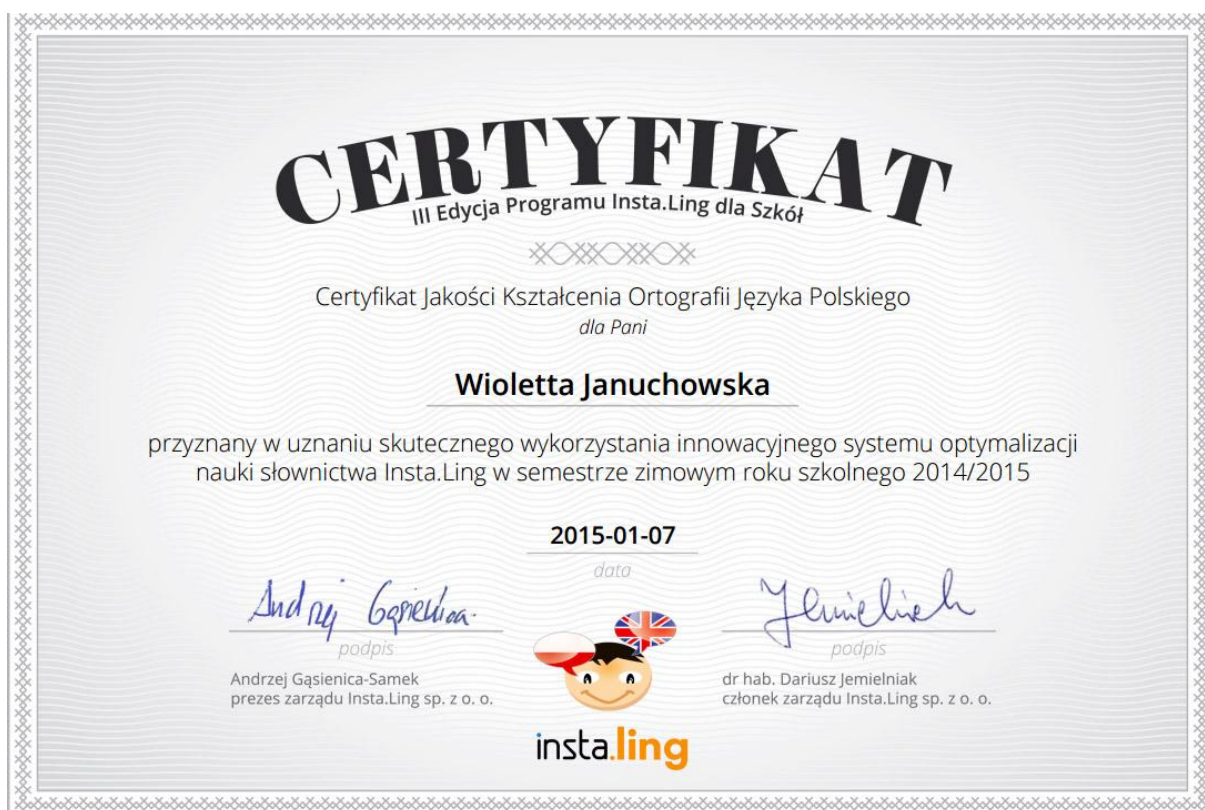 CERTYFIKAT
III Edycja Programu Insta.Ling dla Szkół
Certyfikat Jakości Kształcenia Ortografii Języka Polskiego
dla Pani
Wioletta Januchowska
przyznany w uznaniu skutecznego wykorzystania innowacyjnego systemu optymalizacji
nauki słownictwa Insta.Ling w semestrze zimowym roku szkolnego 2014/2015
2015-01-07
data
Andrzej Gąsienica
Jemielniak
podpis
podpis
Andrzej Gąsienica-Samek
prezes zarządu Insta.Ling sp. z o. o.
dr hab. Dariusz Jemielniak
członek zarządu Insta.Ling sp. z o. o.
insta.ling